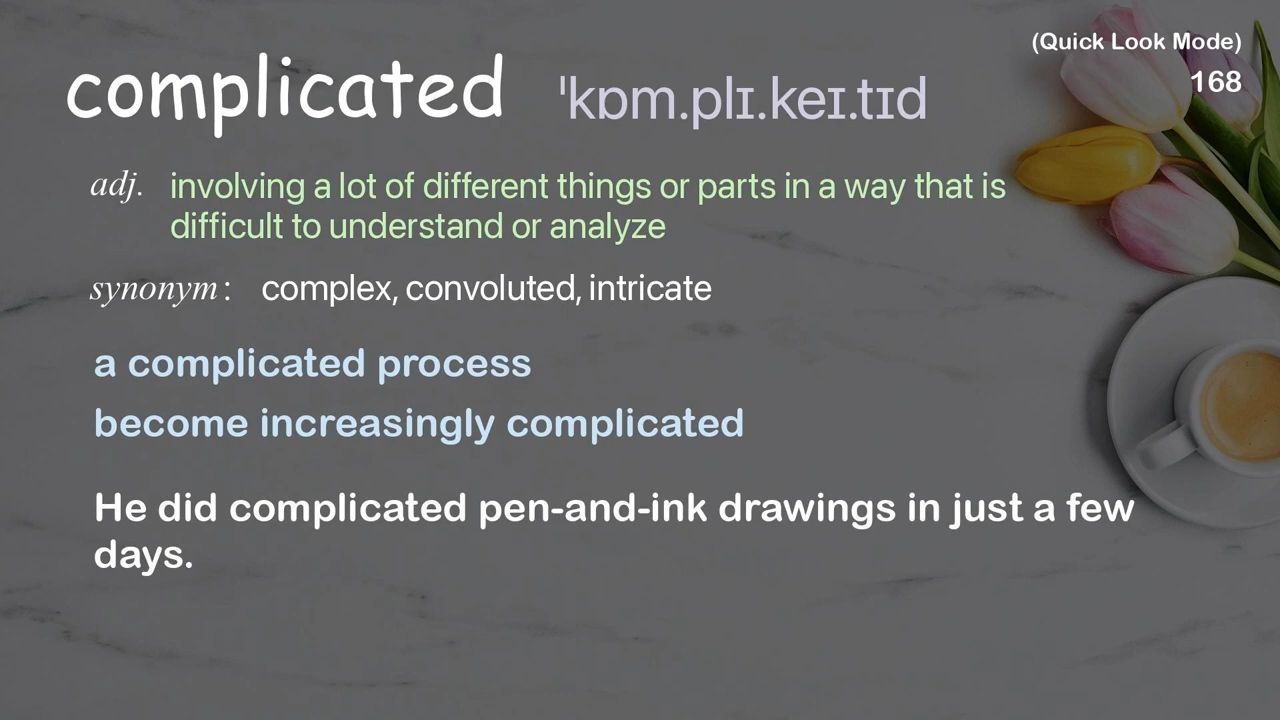 (Quick Look Mode)
168
complicated ˈkɒm.plɪ.keɪ.tɪd
adj. involving a lot of different things or parts in a way that is
difficult to understand or analyze
synonym: complex, convoluted, intricate
a complicated process
become increasingly complicated
He did complicated pen-and-ink drawings in just a few
days.